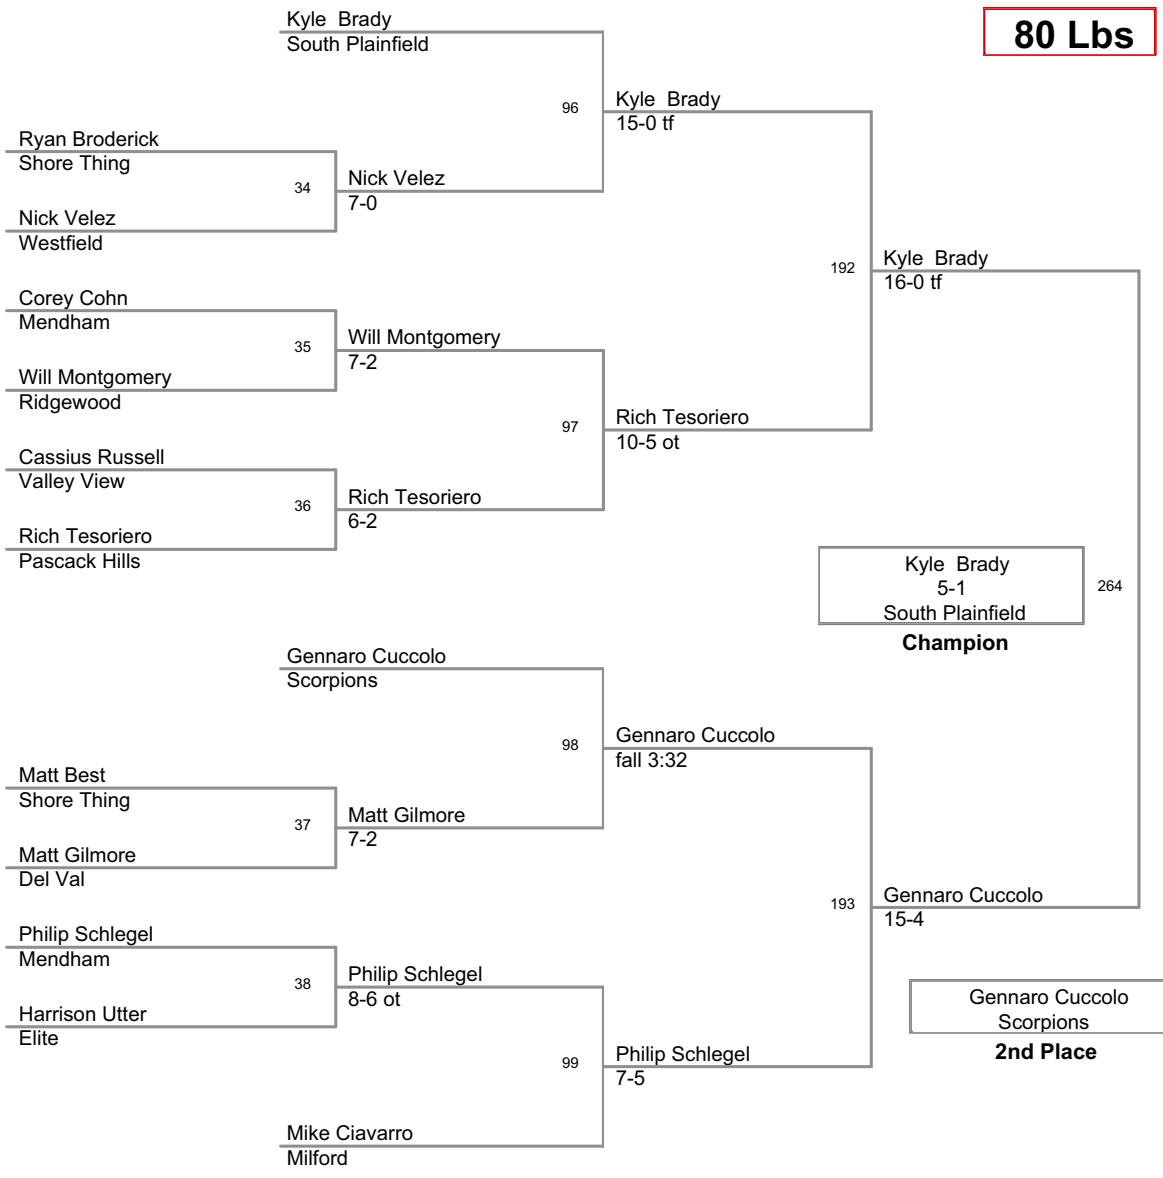 Kyle  Brady
South Plainfield
80 Lbs
96
Kyle  Brady
15-0 tf
Ryan Broderick
Shore Thing
34
Nick Velez
7-0
Nick Velez
Westfield
192
Kyle  Brady
16-0 tf
Corey Cohn
Mendham
35
Will Montgomery
7-2
Will Montgomery
Ridgewood
97
Rich Tesoriero
10-5 ot
Cassius Russell
Valley View
36
Rich Tesoriero
6-2
Rich Tesoriero
Pascack Hills
Kyle  Brady
5-1
South Plainfield
264
Champion
Gennaro Cuccolo
Scorpions
98
Gennaro Cuccolo
fall 3:32
Matt Best
Shore Thing
37
Matt Gilmore
7-2
Matt Gilmore
Del Val
193
Gennaro Cuccolo
15-4
Philip Schlegel
Mendham
38
Philip Schlegel
8-6 ot
Harrison Utter
Elite
Gennaro Cuccolo
Scorpions
2nd Place
99
Philip Schlegel
7-5
Mike Ciavarro
Milford